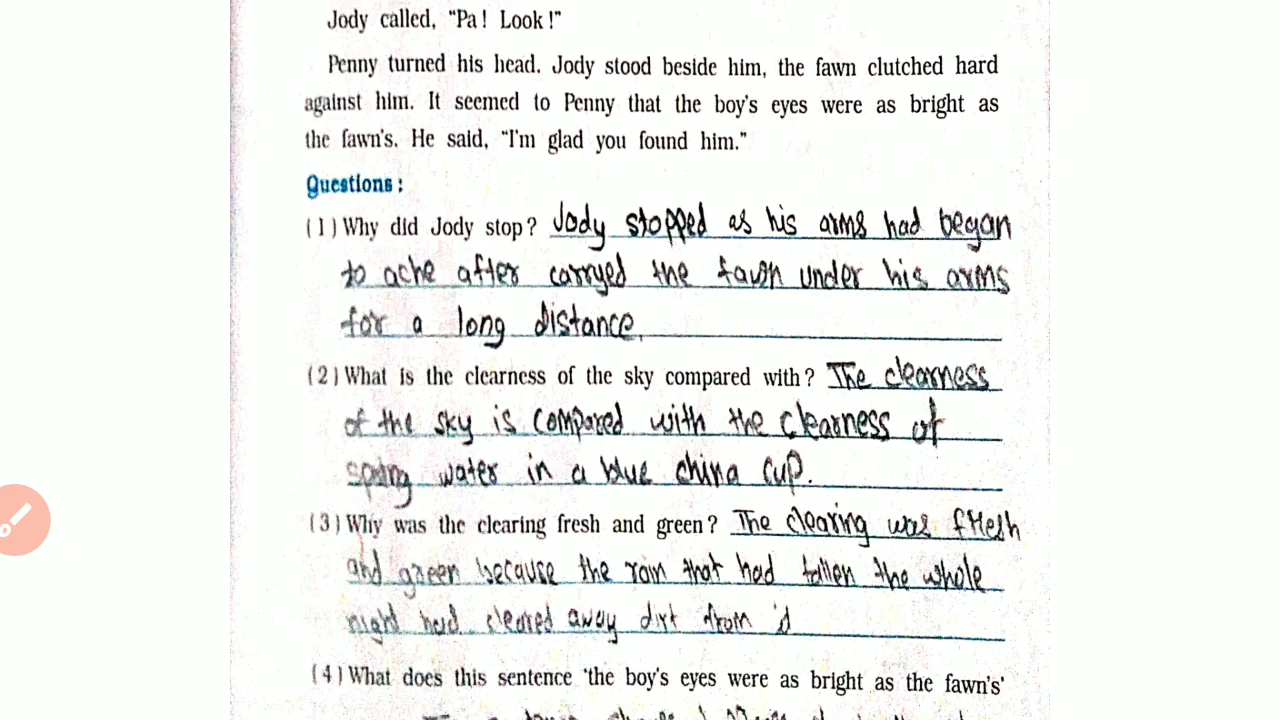 Jody called, "Pa! Look!"
Penny turned his head. Jody stood beside him, the fawn clutched hard
against him. It seemed to Penny that the boy's eyes were as bright as
the fawn's. He said, "I'm glad you found him."
Questions:
(1) Why did Jody stop? Jody stopped as his arms had began
to ache after carryed the fawn under his arms
for a long distance.
(2) What is the clearness of the sky compared with? The clearness
of the sky is compared with the clearness of
spring water in a blue china cup.
(3) Why was the clearing fresh and green? The clearing was fresh
and green because the rain that had fallen the whole
night had cleared away dirt from
(4) What does this sentence 'the boy's eyes were as bright as the fawn's'